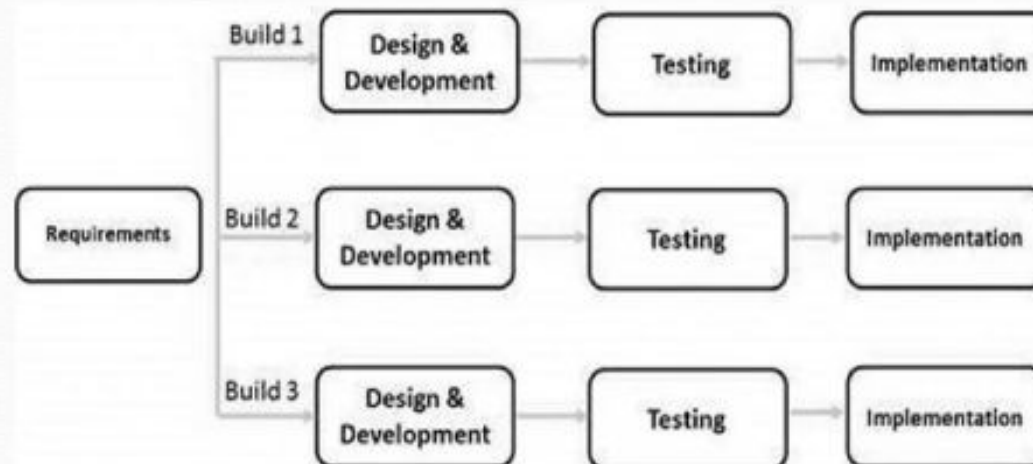 Build 1
Design &
Development
Testing
Implementation
Requirements
Build 2
Design &
Development
Testing
Implementation
Build 3
Design &
Development
Testing
Implementation